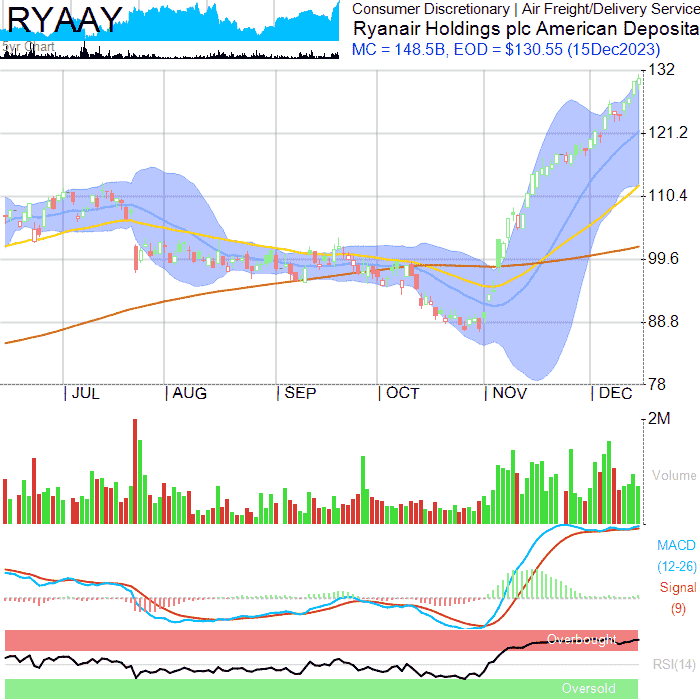 RYAAY
5yr Chart
Consumer Discretionary | Air Freight/Delivery Service
Ryanair Holdings plc American Deposita
MC = 148.5B, EOD = $130.55 (15Dec2023)
132
121.2
110.4
99.6
88.8
78
| JUL | AUG | SEP | OCT | NOV | DEC
2M
Volume
MACD
(12-26)
Signal
(9)
Overbought
RSI(14)
Oversold